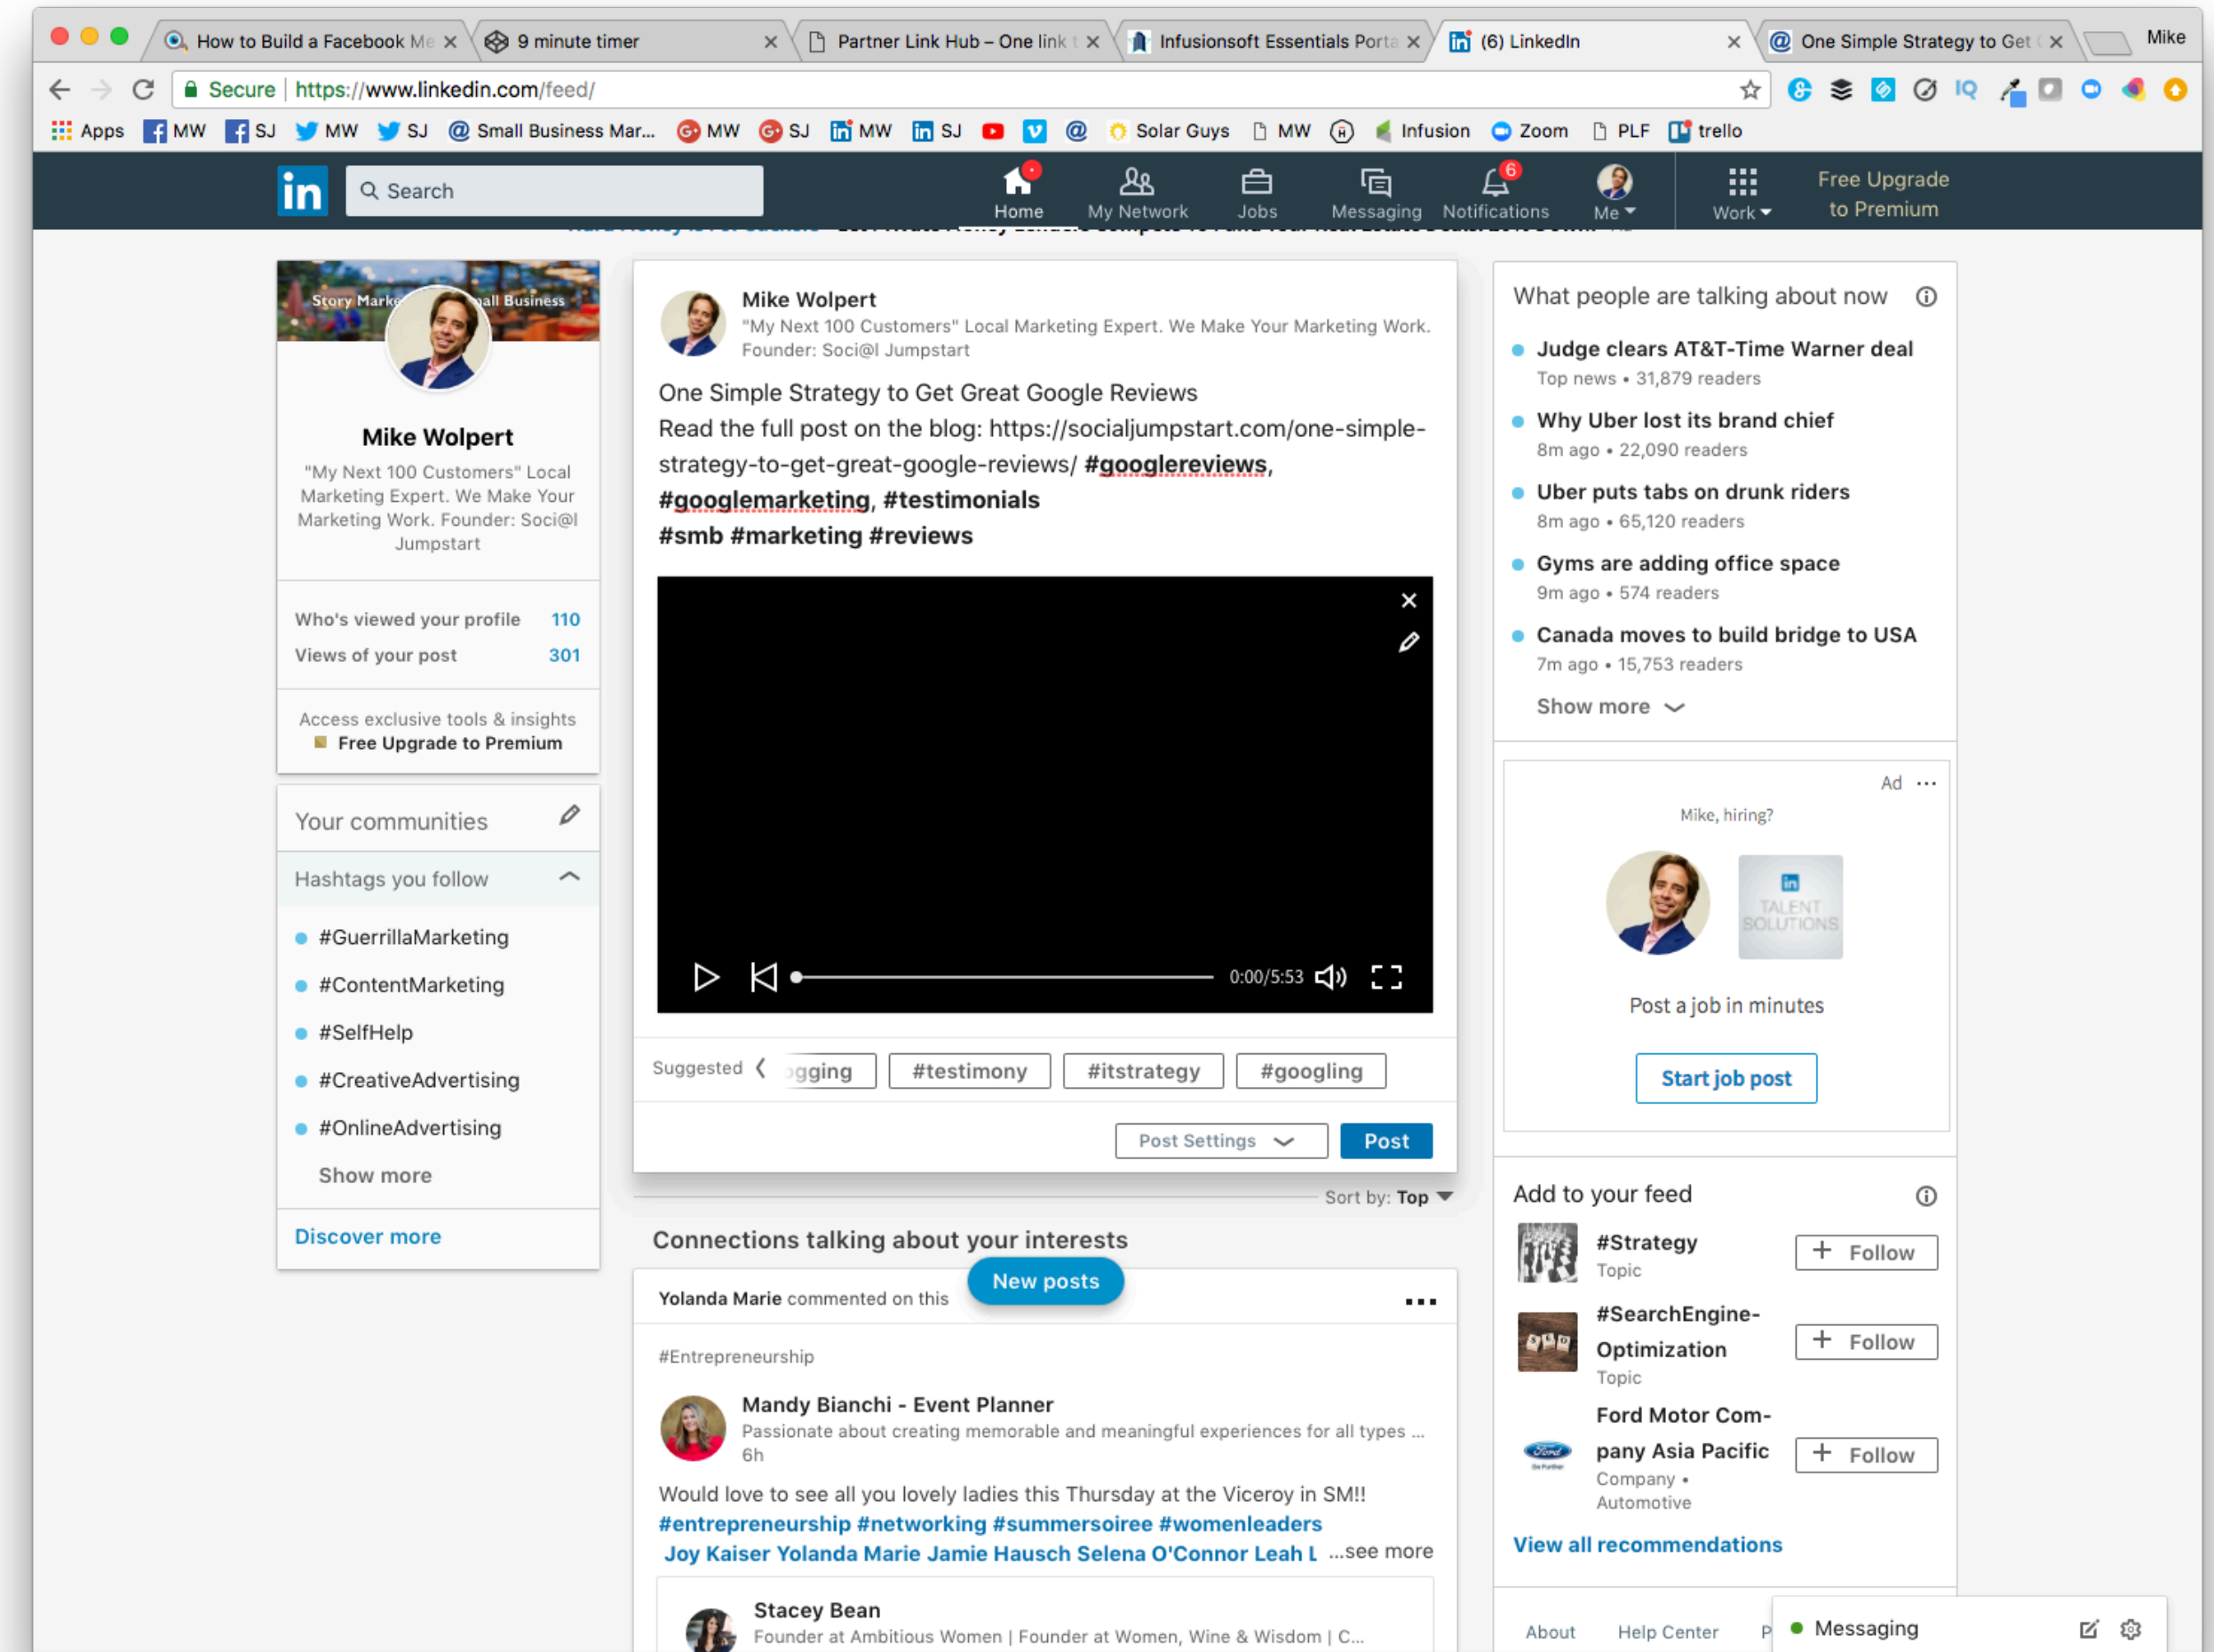 How to Build a Facebook Me
9 minute timer
Partner Link Hub – One link t
Infusionsoft Essentials Porta
(6) LinkedIn
One Simple Strategy to Get
Mike
Secure https://www.linkedin.com/feed/
IQ
Apps MW SJ MW SJ Small Business Mar... MW SJ MW SJ Solar Guys MW Infusion Zoom PLF trello
in
Search
Home
My Network
Jobs
Messaging
6
Notifications
Me
Work
Free Upgrade
to Premium
Story Marke all Business
Mike Wolpert
"My Next 100 Customers" Local
Marketing Expert. We Make Your
Marketing Work. Founder: Soci@l
Jumpstart
Who's viewed your profile 110
Views of your post 301
Access exclusive tools & insights
Free Upgrade to Premium
Your communities
Hashtags you follow
#GuerrillaMarketing
#ContentMarketing
#SelfHelp
#CreativeAdvertising
#OnlineAdvertising
Show more
Discover more
Mike Wolpert
"My Next 100 Customers" Local Marketing Expert. We Make Your Marketing Work.
Founder: Soci@l Jumpstart
One Simple Strategy to Get Great Google Reviews
Read the full post on the blog: https://socialjumpstart.com/one-simple-
strategy-to-get-great-google-reviews/ #googlereviews,
#googlemarketing, #testimonials
#smb #marketing #reviews
0:00/5:53
Suggested ogging #testimony #itstrategy #googling
Post Settings
Post
Sort by: Top
Connections talking about your interests
New posts
Yolanda Marie commented on this
#Entrepreneurship
Mandy Bianchi - Event Planner
Passionate about creating memorable and meaningful experiences for all types ...
6h
Would love to see all you lovely ladies this Thursday at the Viceroy in SM!!
#entrepreneurship #networking #summersoiree #womenleaders
Joy Kaiser Yolanda Marie Jamie Hausch Selena O'Connor Leah L ...see more
Stacey Bean
Founder at Ambitious Women | Founder at Women, Wine & Wisdom | C...
What people are talking about now
Judge clears AT&T-Time Warner deal
Top news • 31,879 readers
Why Uber lost its brand chief
8m ago • 22,090 readers
Uber puts tabs on drunk riders
8m ago • 65,120 readers
Gyms are adding office space
9m ago • 574 readers
Canada moves to build bridge to USA
7m ago • 15,753 readers
Show more
Ad
Mike, hiring?
in
TALENT
SOLUTIONS
Post a job in minutes
Start job post
Add to your feed
#Strategy
Topic
+ Follow
#SearchEngine-
Optimization
Topic
+ Follow
SEO
Ford Motor Com-
pany Asia Pacific
Company •
Automotive
+ Follow
Ford
Go Further
View all recommendations
About Help Center P
Messaging